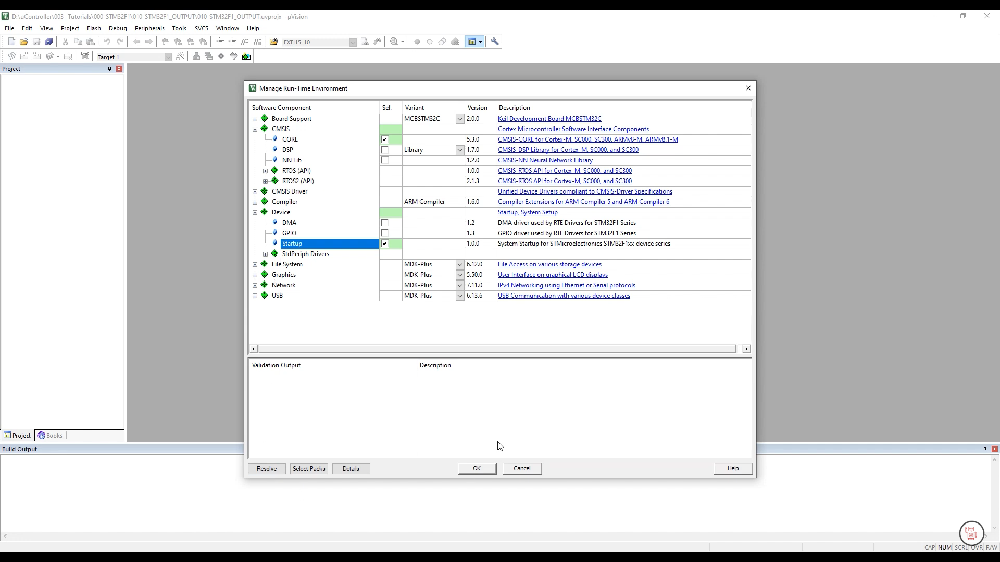 D:\uController\003- Tutorials\000-STM32F1\010-STM32F1_OUTPUT\010-STM32F1_OUTPUT.uvprojx - µVision
File Edit View Project Flash Debug Peripherals Tools SVCS Window Help
EXTI15_10
LOAD Target 1
Project
Manage Run-Time Environment
Software Component Sel. Variant Version Description
Board Support MCBSTM32C 2.0.0 Keil Development Board MCBSTM32C
CMSIS Cortex Microcontroller Software Interface Components
CORE 5.3.0 CMSIS-CORE for Cortex-M, SC000, SC300, ARMv8-M, ARMv8.1-M
DSP Library 1.7.0 CMSIS-DSP Library for Cortex-M, SC000, and SC300
NN Lib 1.2.0 CMSIS-NN Neural Network Library
RTOS (API) 1.0.0 CMSIS-RTOS API for Cortex-M, SC000, and SC300
RTOS2 (API) 2.1.3 CMSIS-RTOS API for Cortex-M, SC000, and SC300
CMSIS Driver Unified Device Drivers compliant to CMSIS-Driver Specifications
Compiler ARM Compiler 1.6.0 Compiler Extensions for ARM Compiler 5 and ARM Compiler 6
Device Startup, System Setup
DMA 1.2 DMA driver used by RTE Drivers for STM32F1 Series
GPIO 1.3 GPIO driver used by RTE Drivers for STM32F1 Series
Startup 1.0.0 System Startup for STMicroelectronics STM32F1xx device series
StdPeriph Drivers
File System MDK-Plus 6.12.0 File Access on various storage devices
Graphics MDK-Plus 5.50.0 User Interface on graphical LCD displays
Network MDK-Plus 7.11.0 IPv4 Networking using Ethernet or Serial protocols
USB MDK-Plus 6.13.6 USB Communication with various device classes
Validation Output Description
Project Books
Build Output
Resolve Select Packs Details OK Cancel Help
CAP NUM SCRL OVR R/W